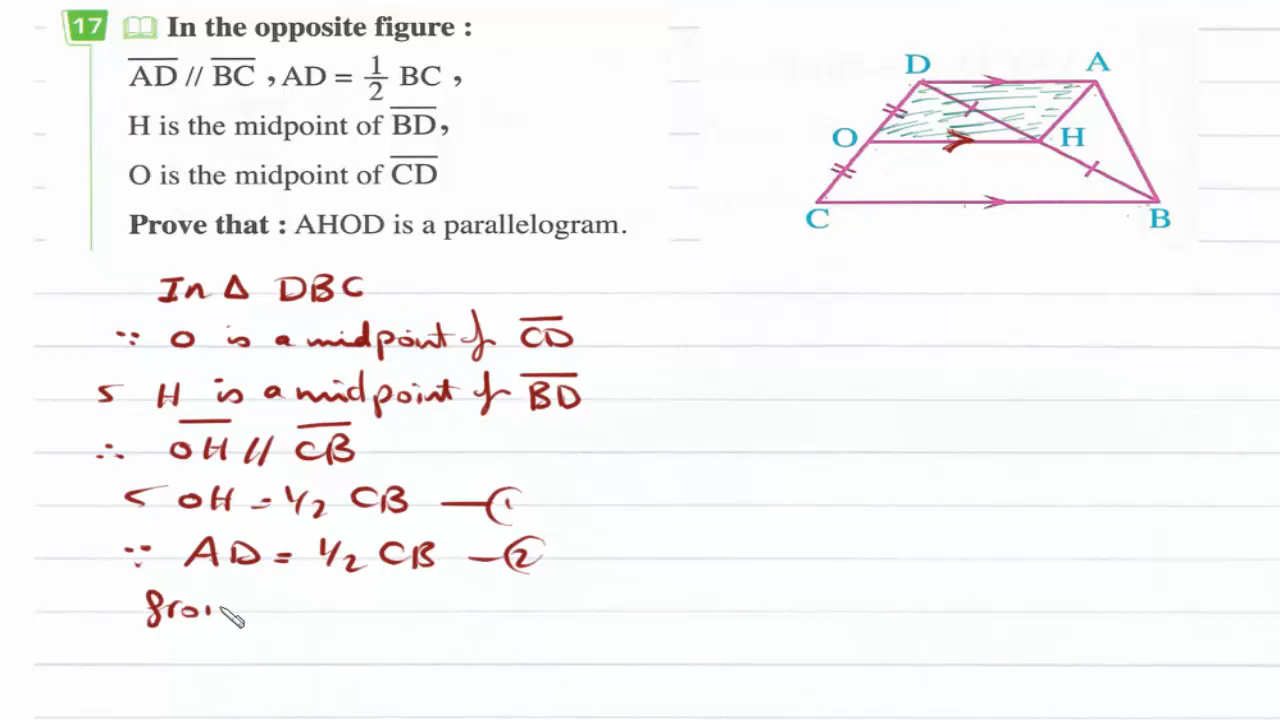 17 In the opposite figure :
AD // BC , AD = 1/2 BC ,
H is the midpoint of BD,
O is the midpoint of CD
Prove that : AHOD is a parallelogram.
D A
O H
C B
In Δ DBC
∵ O is a midpoint of CD
, H is a midpoint of BD
∴ OH // CB
, OH = 1/2 CB — 1
∵ AD = 1/2 CB — 2